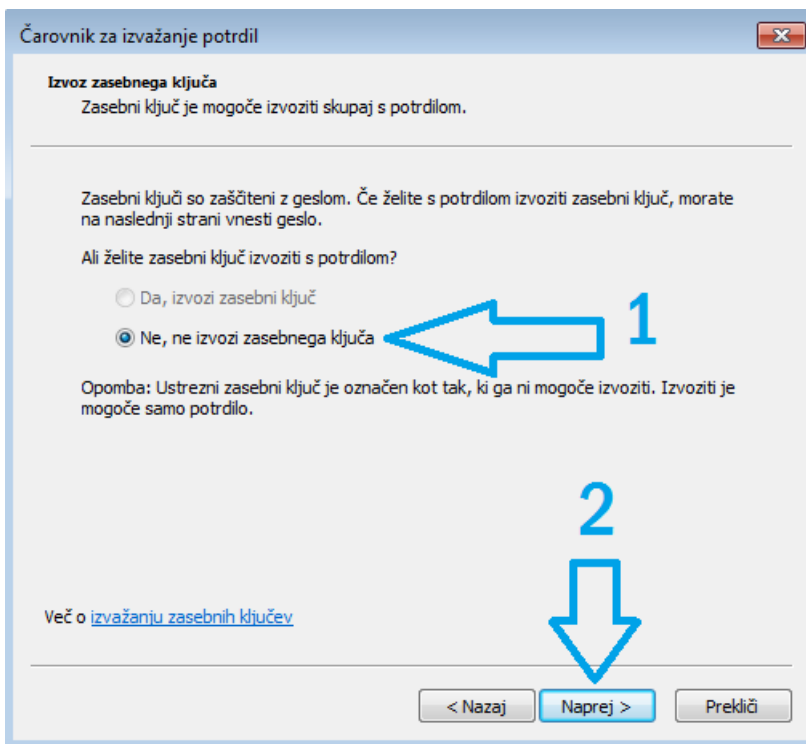 Čarovnik za izvažanje potrdil
Izvoz zasebnega ključa
Zasebni ključ je mogoče izvoziti skupaj s potrdilom.
Zasebni ključi so zaščiteni z geslom. Če želite s potrdilom izvoziti zasebni ključ, morate
na naslednji strani vnesti geslo.
Ali želite zasebni ključ izvoziti s potrdilom?
Da, izvozi zasebni ključ
Ne, ne izvozi zasebnega ključa
1
Opomba: Ustrezni zasebni ključ je označen kot tak, ki ga ni mogoče izvoziti. Izvoziti je
mogoče samo potrdilo.
2
Več o izvažanju zasebnih ključev
< Nazaj
Naprej >
Prekliči